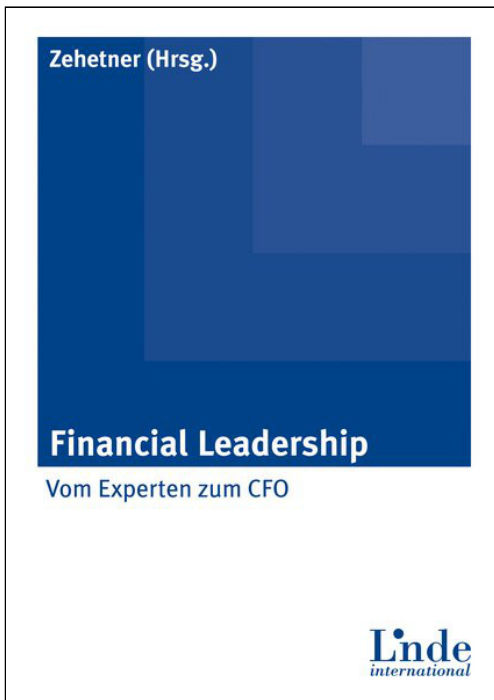 Zehetner (Hrsg.)
Financial Leadership
Vom Experten zum CFO
Linde
international